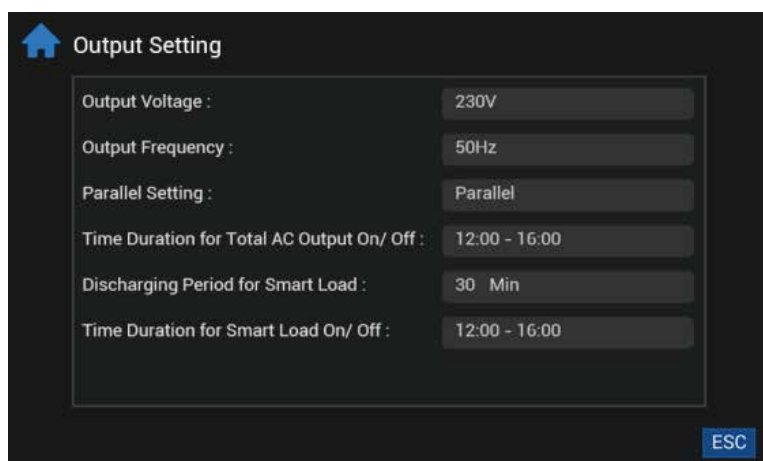 Output Setting
Output Voltage : 230V
Output Frequency : 50Hz
Parallel Setting : Parallel
Time Duration for Total AC Output On/ Off : 12:00 - 16:00
Discharging Period for Smart Load : 30 Min
Time Duration for Smart Load On/ Off : 12:00 - 16:00
ESC